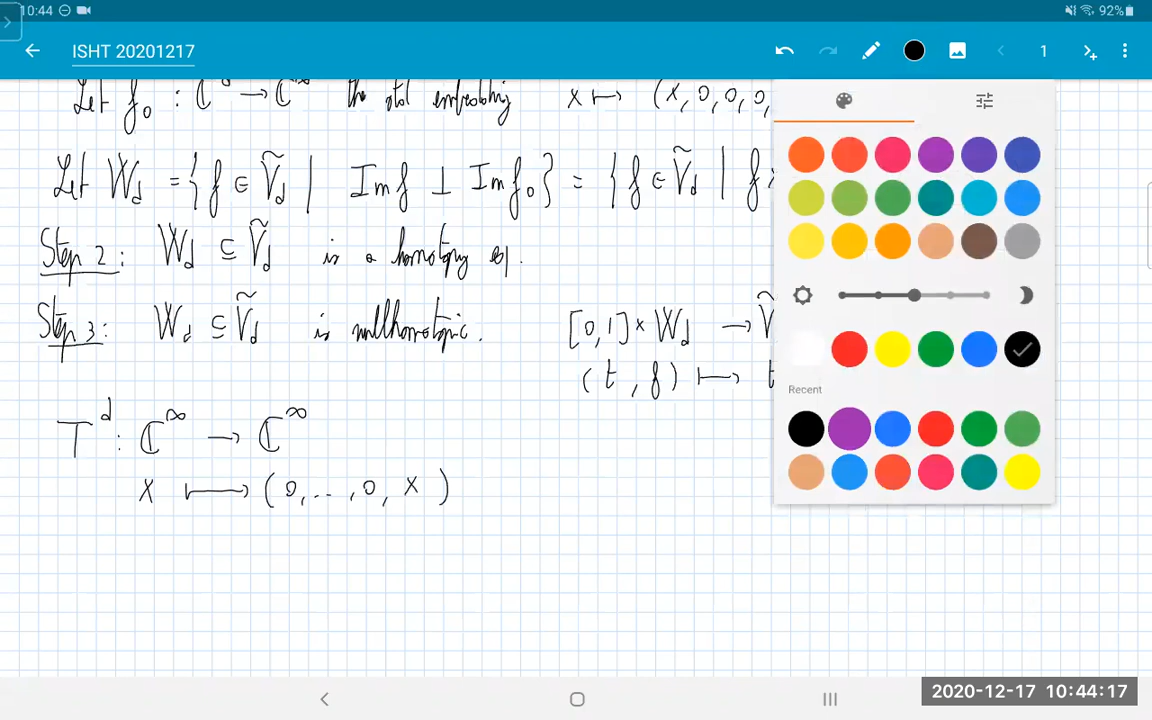 10:44 92%
ISHT 20201217 1
Let f₀ : ℂᵈ → ℂ^∞ the std embedding x ↦ (x, 0, 0, 0,
Let W_d = { f ∈ Ṽ_d | Im f ⊥ Im f₀ } = { f ∈ Ṽ_d | f
Step 2: W_d ⊆ Ṽ_d is a homotopy eq.
Step 3: W_d ⊆ Ṽ_d is nullhomotopic. [0,1] × W_d → Ṽ
(t, f) ↦ t
Tᵈ : ℂ^∞ → ℂ^∞
x ↦ (0, ... , 0, x )
Recent
2020-12-17 10:44:17